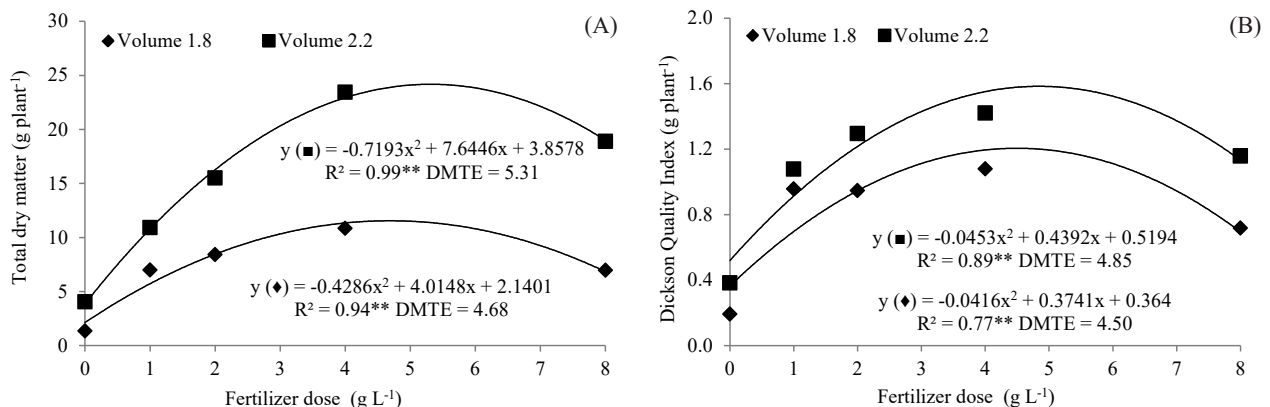 (A)
◆ Volume 1.8 ■ Volume 2.2
Total dry matter (g plant⁻¹)
30
25
20
15
10
5
0
y (■) = -0.7193x² + 7.6446x + 3.8578
R² = 0.99** DMTE = 5.31
y (♦) = -0.4286x² + 4.0148x + 2.1401
R² = 0.94** DMTE = 4.68
0 1 2 3 4 5 6 7 8
Fertilizer dose (g L⁻¹)
(B)
◆ Volume 1.8 ■ Volume 2.2
Dickson Quality Index (g plant⁻¹)
2.0
1.6
1.2
0.8
0.4
0.0
y (■) = -0.0453x² + 0.4392x + 0.5194
R² = 0.89** DMTE = 4.85
y (♦) = -0.0416x² + 0.3741x + 0.364
R² = 0.77** DMTE = 4.50
0 1 2 3 4 5 6 7 8
Fertilizer dose (g L⁻¹)